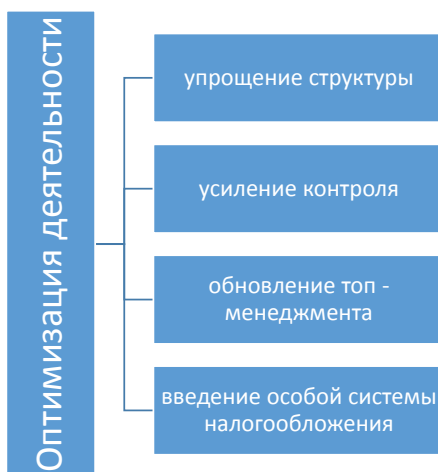 Оптимизация деятельности
упрощение структуры
усиление контроля
обновление топ -
менеджмента
введение особой системы
налогообложения